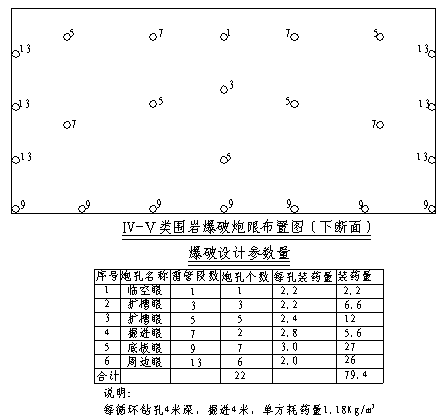 5 7 1 7 5
13 13
3
13 5 5 13
7 7
13 5 13
9 9 9 9 9 9 9
IV-V类围岩爆破炮眼布置图(下断面)
爆破设计参数量
序号 炮孔名称 雷管段数 炮孔个数 每孔装药量 装药量
1 临空眼 1 1 2.2 2.2
2 扩槽眼 3 3 2.2 6.6
3 扩槽眼 5 5 2.4 12
4 掘进眼 7 2 2.8 5.6
5 底板眼 9 7 3.0 27
6 周边眼 13 6 2.0 26
合计 22 79.4
说明:
每循环钻孔4米深,掘进4米,单方耗药量1.18Kg/m³